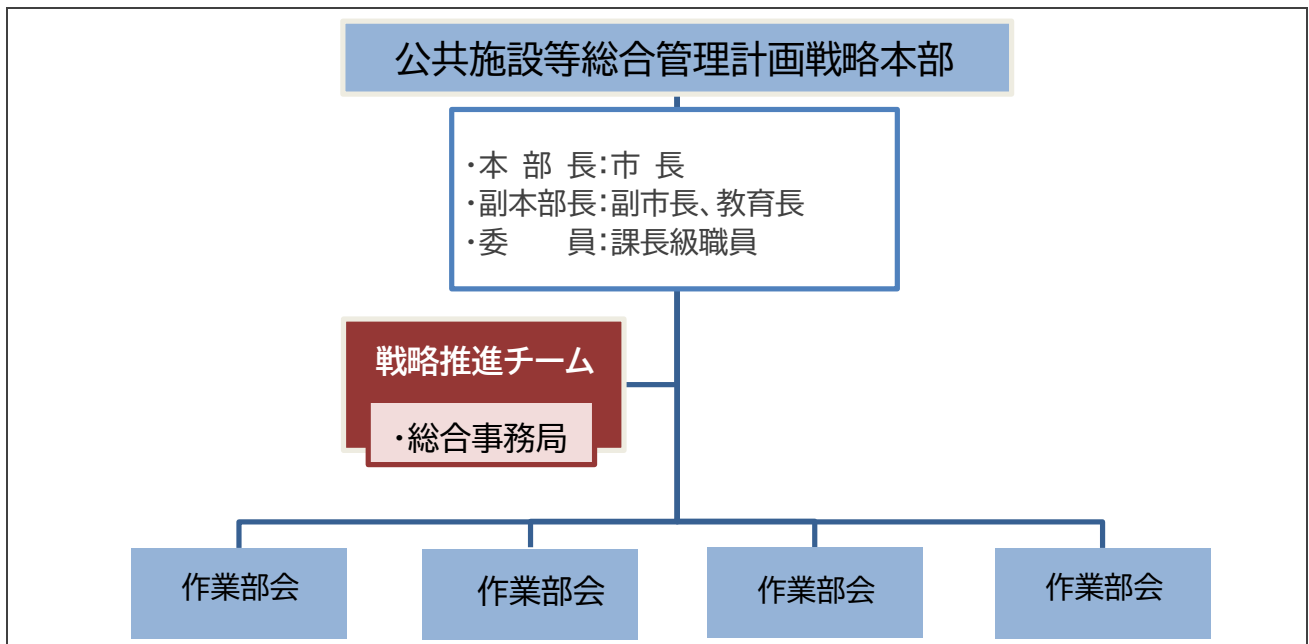 公共施設等総合管理計画戦略本部
・本 部 長：市 長
・副本部長：副市長、教育長
・委　　員：課長級職員
戦略推進チーム
・総合事務局
作業部会
作業部会
作業部会
作業部会